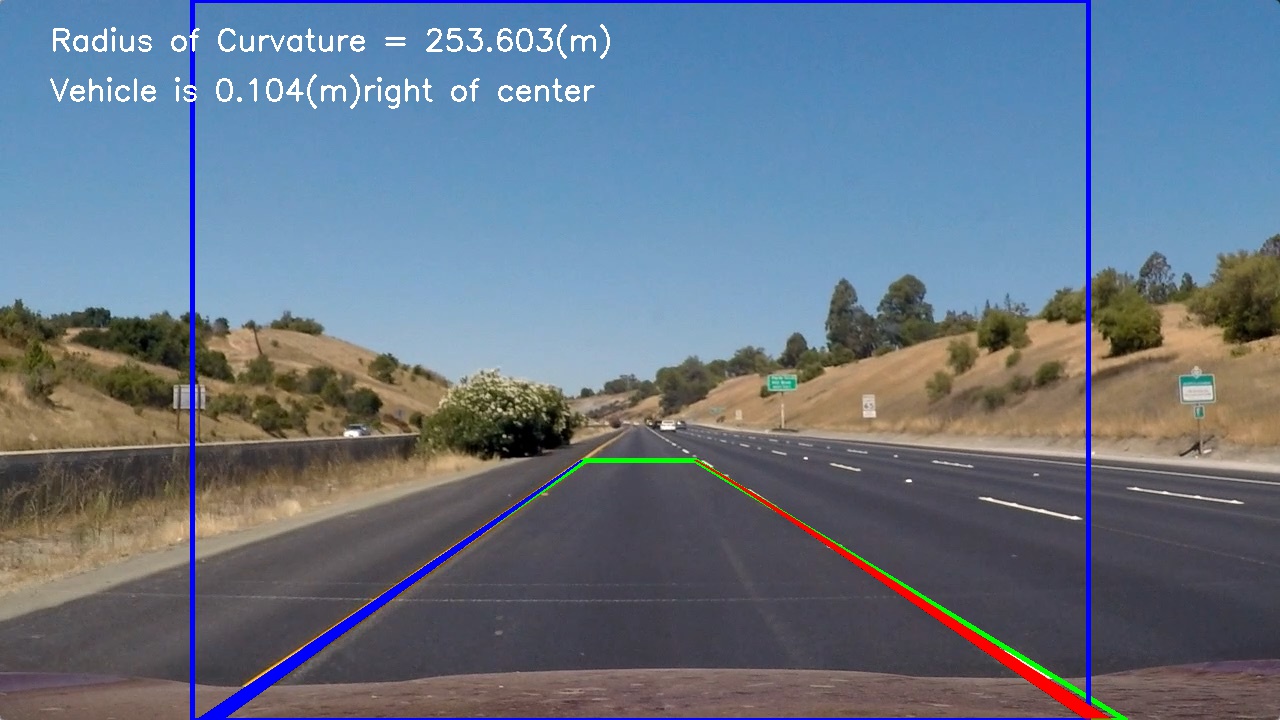 Radius of Curvature = 253.603(m)
Vehicle is 0.104(m)right of center